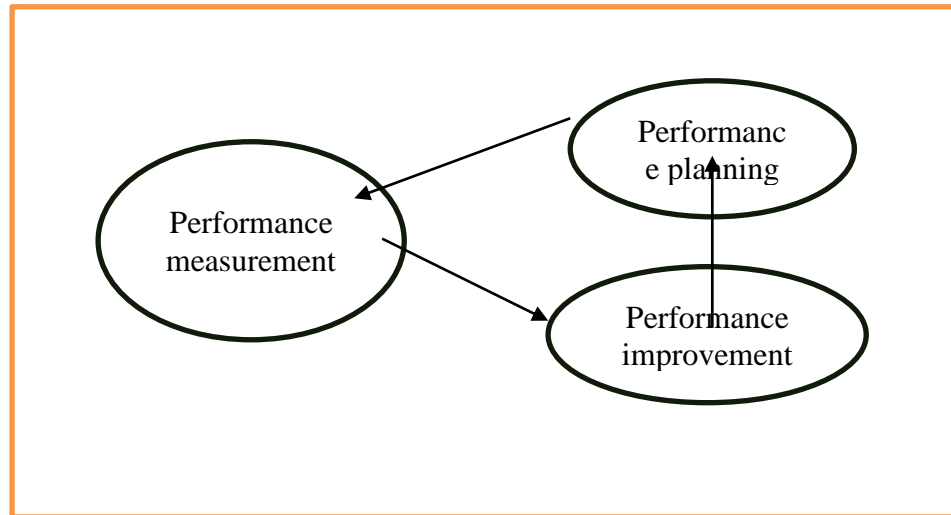 Performanc
e planning
Performance
measurement
Performance
improvement